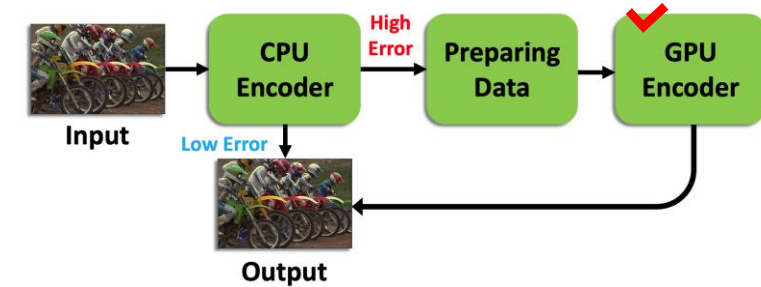 Input
CPU
Encoder
High
Error
Low Error
Preparing
Data
GPU
Encoder
Output